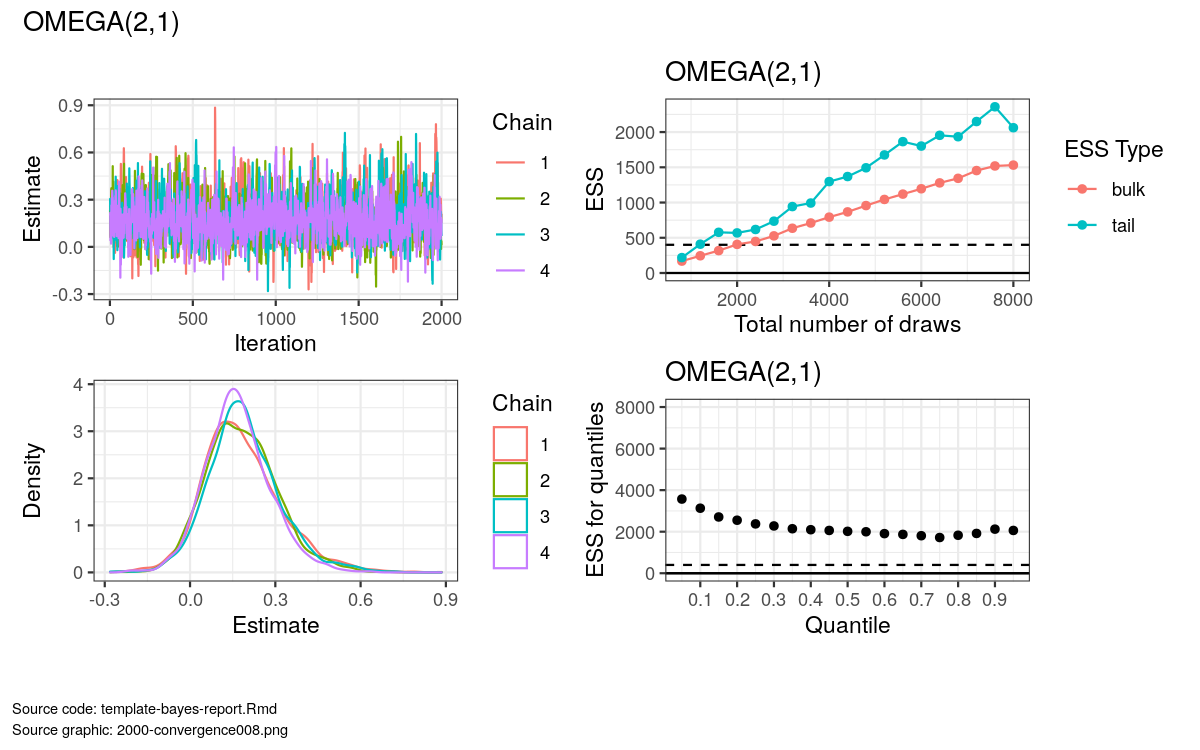 OMEGA(2,1)
Estimate
0.9
0.6
0.3
0.0
-0.3
0 500 1000 1500 2000
Iteration
Chain
1
2
3
4
OMEGA(2,1)
ESS
2000
1500
1000
500
0
2000 4000 6000 8000
Total number of draws
ESS Type
bulk
tail
Density
4
3
2
1
0
-0.3 0.0 0.3 0.6 0.9
Estimate
Chain
1
2
3
4
OMEGA(2,1)
ESS for quantiles
8000
6000
4000
2000
0
0.1 0.2 0.3 0.4 0.5 0.6 0.7 0.8 0.9
Quantile
Source code: template-bayes-report.Rmd
Source graphic: 2000-convergence008.png